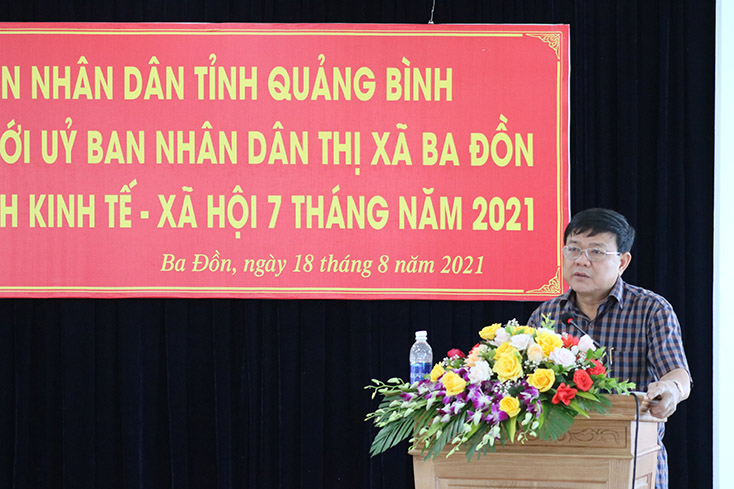 N NHÂN DÂN TỈNH QUẢNG BÌNH
ỚI UỶ BAN NHÂN DÂN THỊ XÃ BA ĐỒN
H KINH TẾ - XÃ HỘI 7 THÁNG NĂM 2021
Ba Đồn, ngày 18 tháng 8 năm 2021